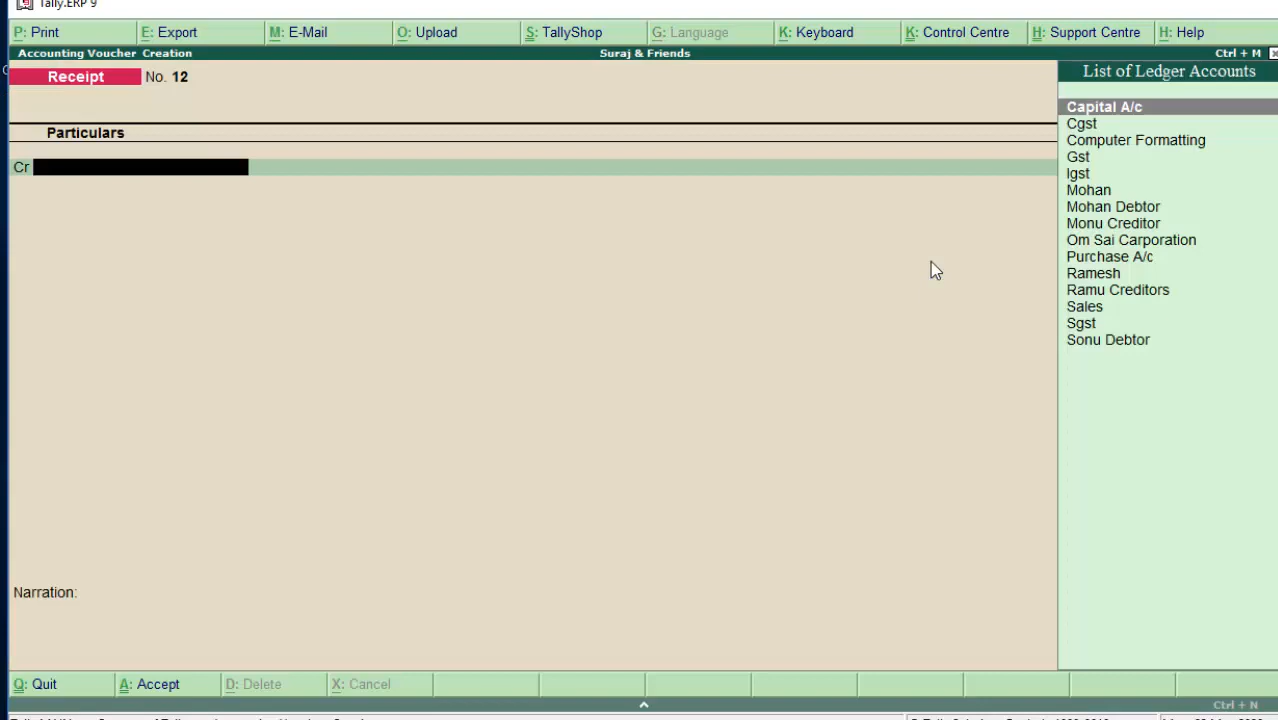 Tally.ERP 9
P: Print E: Export M: E-Mail O: Upload S: TallyShop G: Language K: Keyboard K: Control Centre H: Support Centre H: Help
Accounting Voucher Creation Suraj & Friends Ctrl + M
Receipt No. 12
List of Ledger Accounts
Particulars
Cr
Capital A/c
Cgst
Computer Formatting
Gst
Igst
Mohan
Mohan Debtor
Monu Creditor
Om Sai Carporation
Purchase A/c
Ramesh
Ramu Creditors
Sales
Sgst
Sonu Debtor
Narration:
Q: Quit A: Accept D: Delete X: Cancel
Ctrl + N